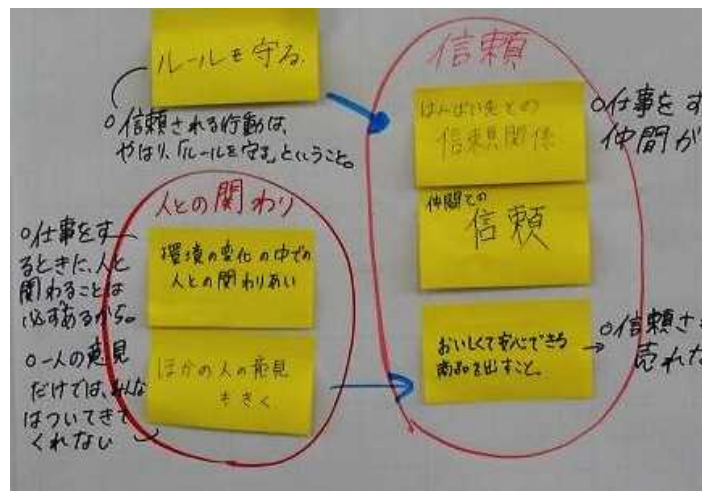 ルールを守る。
○信頼される行動は、
やはり、「ルールを守る」ということ。
人との関わり
○仕事をす
るときに、人と
関わることは
必ずあるから。
環境の変化の中での
人との関わりあい
○一人の意見
だけでは、みんな
はついてきて
くれない
ほかの人の意見
もきく
信頼
はんばい先との
信頼関係
○仕事をす
仲間が
仲間での
信頼
おいしくて安心できる
商品を出すこと。
○信頼さ
売れな